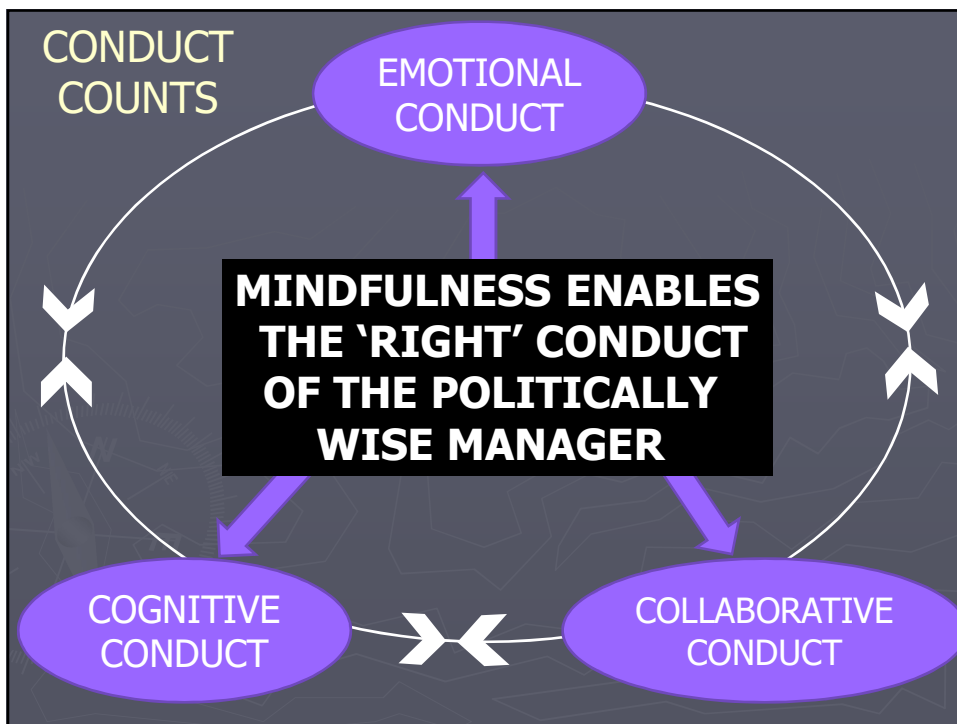 CONDUCT
COUNTS
EMOTIONAL
CONDUCT
MINDFULNESS ENABLES
THE ‘RIGHT’ CONDUCT
OF THE POLITICALLY
WISE MANAGER
COGNITIVE
CONDUCT
COLLABORATIVE
CONDUCT